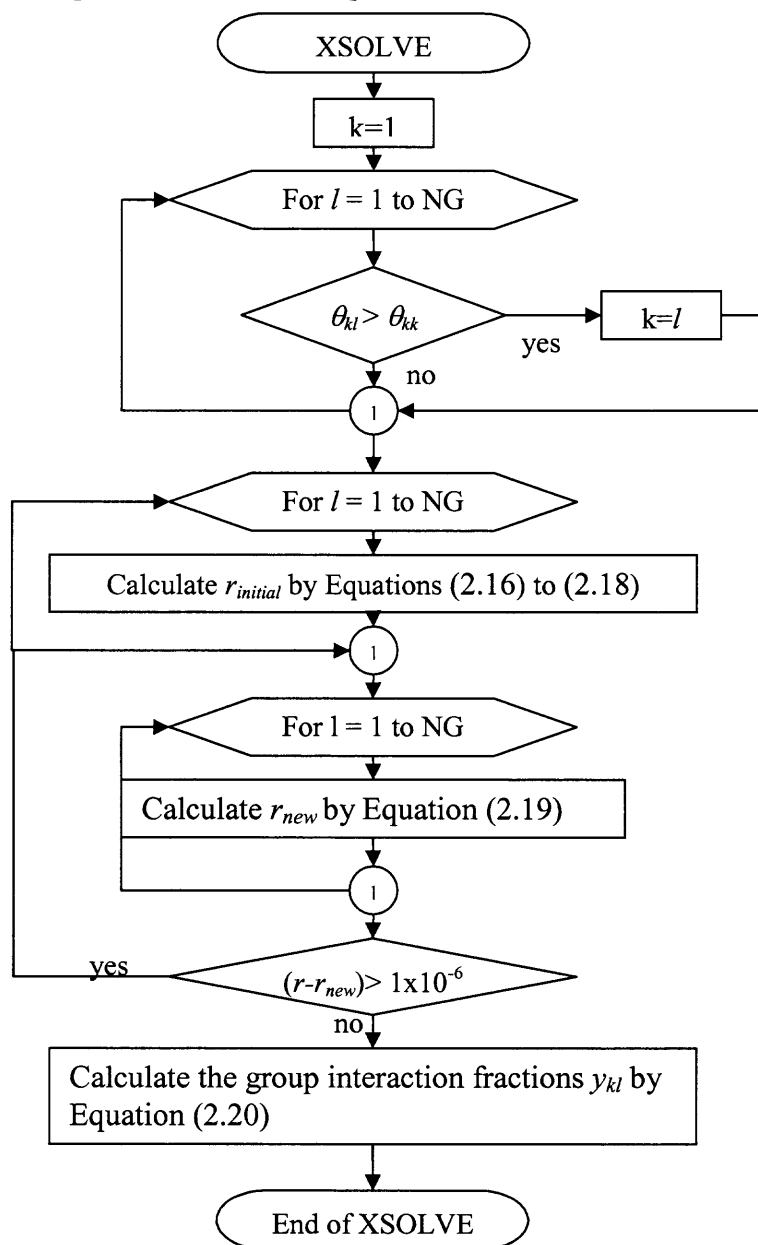 XSOLVE
k=1
For l = 1 to NG
θkl > θkk
yes
k=l
no
1
For l = 1 to NG
Calculate rinitial by Equations (2.16) to (2.18)
1
For l = 1 to NG
Calculate rnew by Equation (2.19)
1
yes
(r-rnew)> 1x10-6
no
Calculate the group interaction fractions ykl by
Equation (2.20)
End of XSOLVE